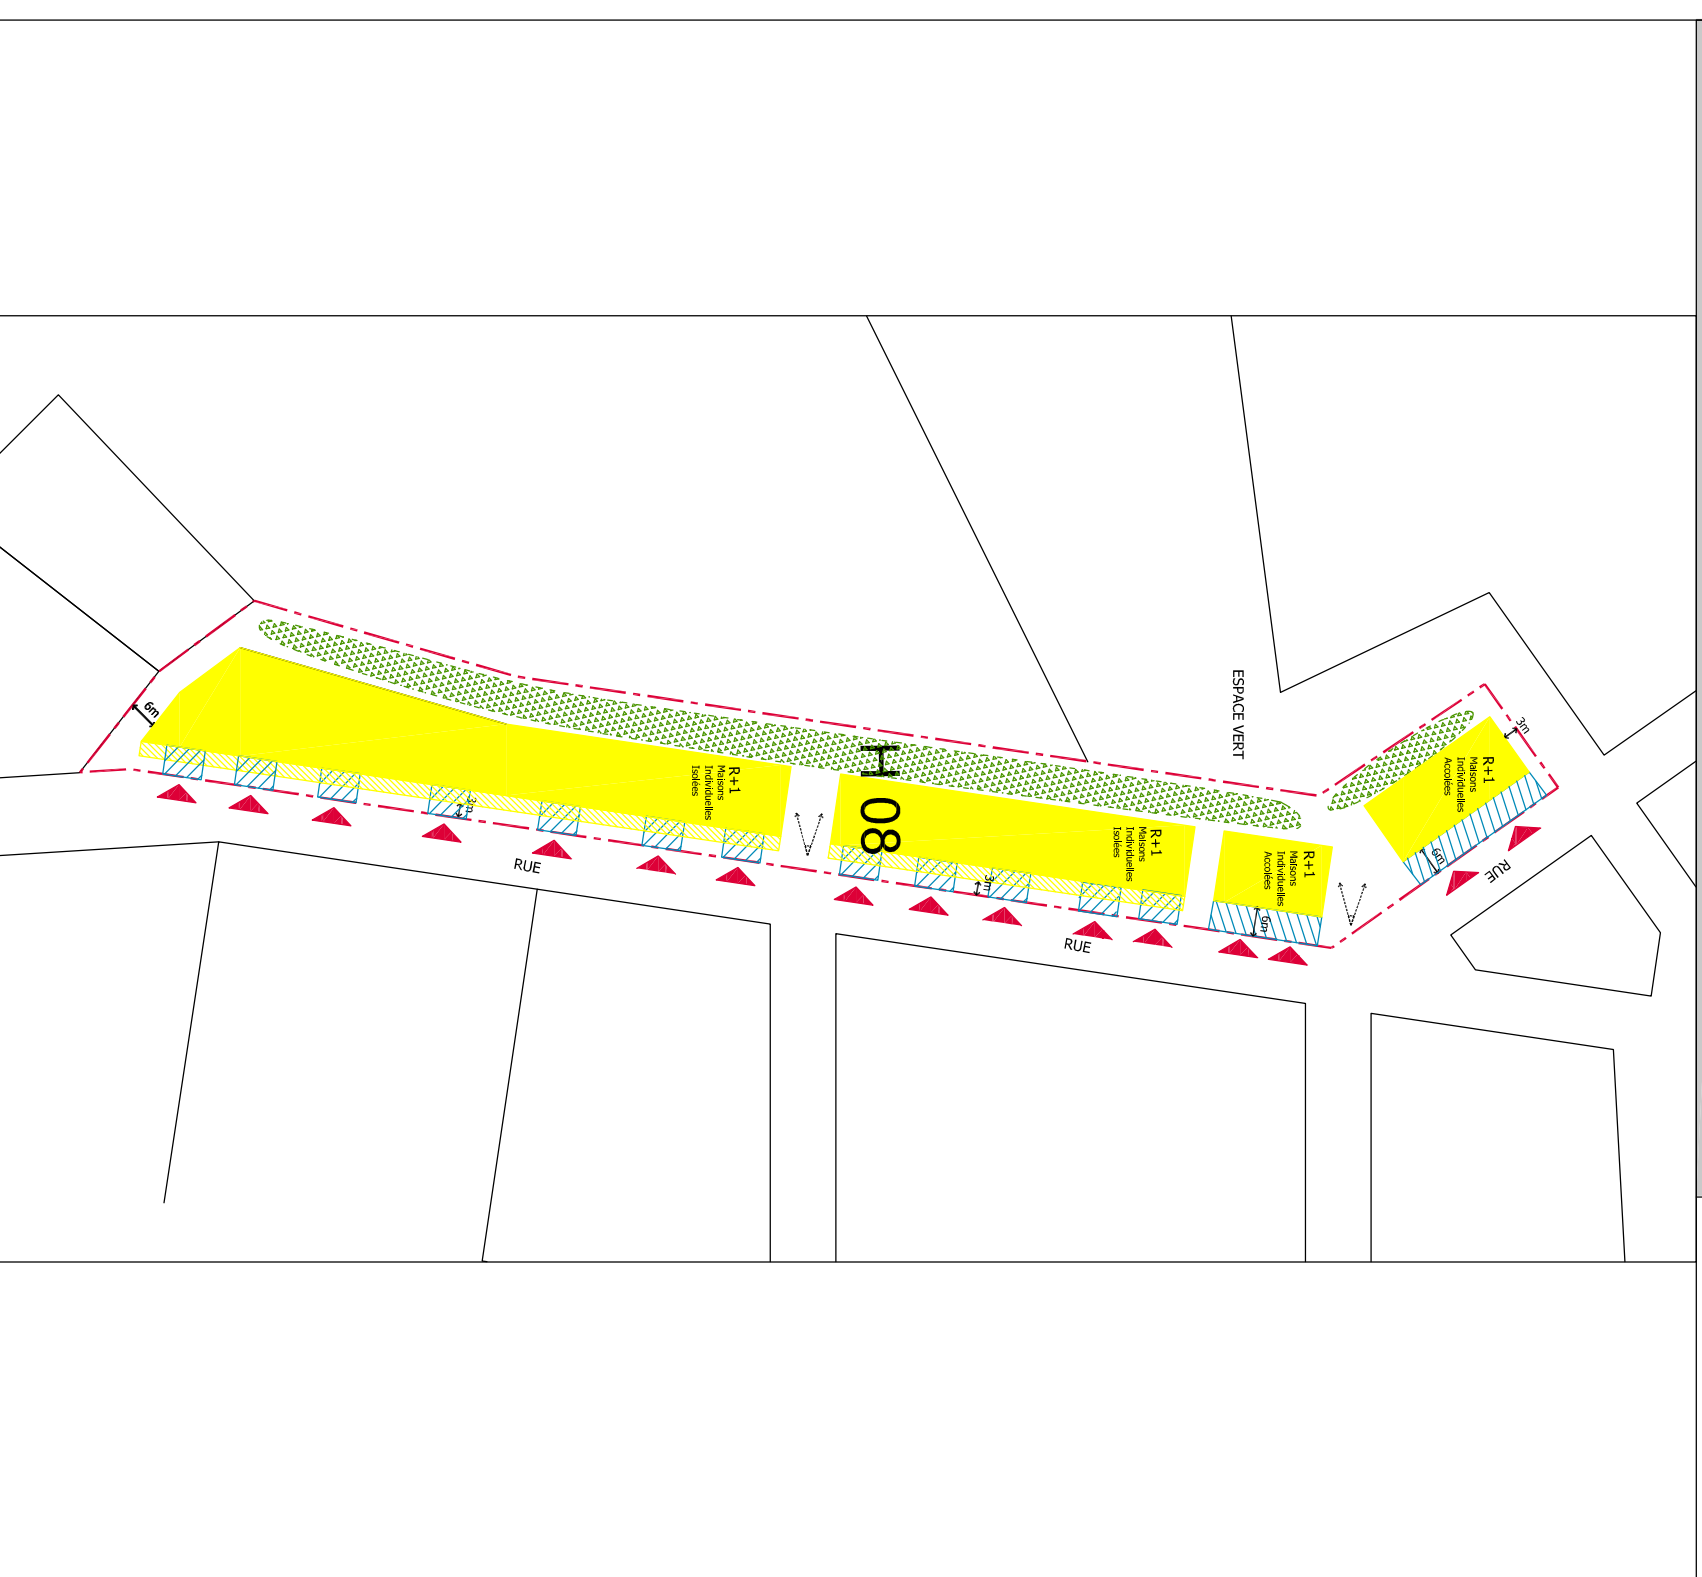 ESPACE VERT
H 08
6m
R+1
Maisons
Individuelles
Isolées
3m
RUE
R+1
Maisons
Individuelles
Isolées
3m
RUE
R+1
Maisons
Individuelles
Accolées
6m
R+1
Maisons
Individuelles
Accolées
3m
6m
RUE